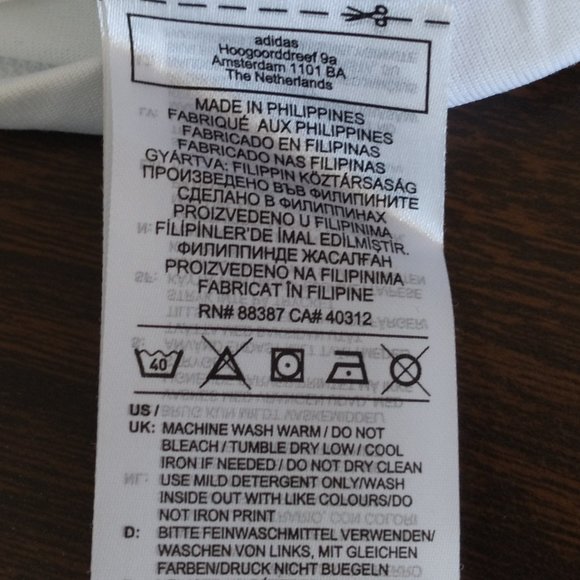 adidas
Hoogoorddreef 9a
Amsterdam 1101 BA
The Netherlands
MADE IN PHILIPPINES
FABRIQUÉ AUX PHILIPPINES
FABRICADO EN FILIPINAS
FABRICADO NAS FILIPINAS
GYÁRTVA: FILIPPIN KÖZTÁRSASÁG
ПРОИЗВЕДЕНО ВЪВ ФИЛИПИНИТЕ
СДЕЛАНО В ФИЛИППИНАХ
PROIZVEDENO U FILIPINIMA
FİLİPİNLER'DE İMAL EDİLMİŞTİR.
ФИЛИППИНДЕ ЖАСАЛҒАН
PROIZVEDENO NA FILIPINIMA
FABRICAT ÎN FILIPINE
RN# 88387 CA# 40312
40
US /
UK: MACHINE WASH WARM / DO NOT
BLEACH / TUMBLE DRY LOW / COOL
IRON IF NEEDED / DO NOT DRY CLEAN
USE MILD DETERGENT ONLY/WASH
INSIDE OUT WITH LIKE COLOURS/DO
NOT IRON PRINT
D: BITTE FEINWASCHMITTEL VERWENDEN/
WASCHEN VON LINKS, MIT GLEICHEN
FARBEN/DRUCK NICHT BUEGELN